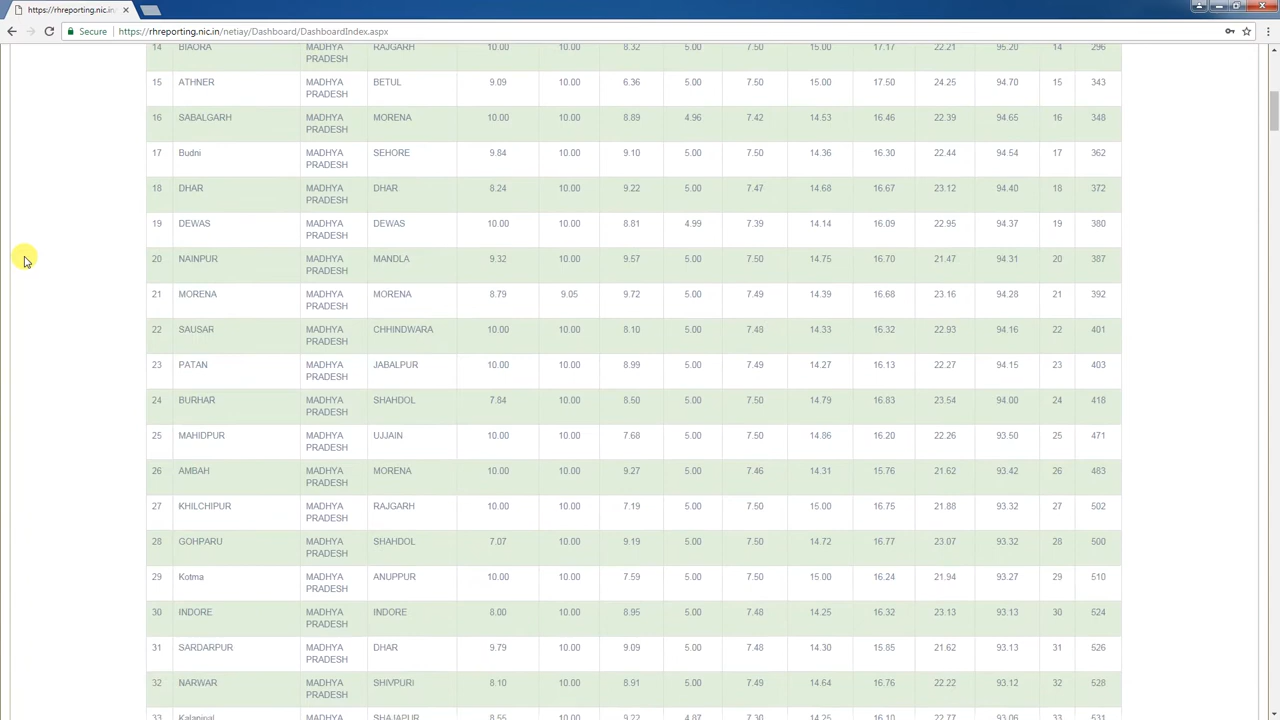 https://rhreporting.nic.in
Secure https://rhreporting.nic.in/netiay/Dashboard/DashboardIndex.aspx
14 BIAORA MADHYA RAJGARH 10.00 10.00 8.32 5.00 7.50 15.00 17.17 22.21 95.20 14 296
PRADESH
15 ATHNER MADHYA BETUL 9.09 10.00 6.36 5.00 7.50 15.00 17.50 24.25 94.70 15 343
PRADESH
16 SABALGARH MADHYA MORENA 10.00 10.00 8.89 4.96 7.42 14.53 16.46 22.39 94.65 16 348
PRADESH
17 Budni MADHYA SEHORE 9.84 10.00 9.10 5.00 7.50 14.36 16.30 22.44 94.54 17 362
PRADESH
18 DHAR MADHYA DHAR 8.24 10.00 9.22 5.00 7.47 14.68 16.67 23.12 94.40 18 372
PRADESH
19 DEWAS MADHYA DEWAS 10.00 10.00 8.81 4.99 7.39 14.14 16.09 22.95 94.37 19 380
PRADESH
20 NAINPUR MADHYA MANDLA 9.32 10.00 9.57 5.00 7.50 14.75 16.70 21.47 94.31 20 387
PRADESH
21 MORENA MADHYA MORENA 8.79 9.05 9.72 5.00 7.49 14.39 16.68 23.16 94.28 21 392
PRADESH
22 SAUSAR MADHYA CHHINDWARA 10.00 10.00 8.10 5.00 7.48 14.33 16.32 22.93 94.16 22 401
PRADESH
23 PATAN MADHYA JABALPUR 10.00 10.00 8.99 5.00 7.49 14.27 16.13 22.27 94.15 23 403
PRADESH
24 BURHAR MADHYA SHAHDOL 7.84 10.00 8.50 5.00 7.50 14.79 16.83 23.54 94.00 24 418
PRADESH
25 MAHIDPUR MADHYA UJJAIN 10.00 10.00 7.68 5.00 7.50 14.86 16.20 22.26 93.50 25 471
PRADESH
26 AMBAH MADHYA MORENA 10.00 10.00 9.27 5.00 7.46 14.31 15.76 21.62 93.42 26 483
PRADESH
27 KHILCHIPUR MADHYA RAJGARH 10.00 10.00 7.19 5.00 7.50 15.00 16.75 21.88 93.32 27 502
PRADESH
28 GOHPARU MADHYA SHAHDOL 7.07 10.00 9.19 5.00 7.50 14.72 16.77 23.07 93.32 28 500
PRADESH
29 Kotma MADHYA ANUPPUR 10.00 10.00 7.59 5.00 7.50 15.00 16.24 21.94 93.27 29 510
PRADESH
30 INDORE MADHYA INDORE 8.00 10.00 8.95 5.00 7.48 14.25 16.32 23.13 93.13 30 524
PRADESH
31 SARDARPUR MADHYA DHAR 9.79 10.00 9.09 5.00 7.48 14.30 15.85 21.62 93.13 31 526
PRADESH
32 NARWAR MADHYA SHIVPURI 8.10 10.00 8.91 5.00 7.49 14.64 16.76 22.22 93.12 32 528
PRADESH
33 Kalapipal MADHYA SHAJAPUR 8.55 10.00 9.22 4.87 7.30 14.25 16.10 22.77 93.06 33 531